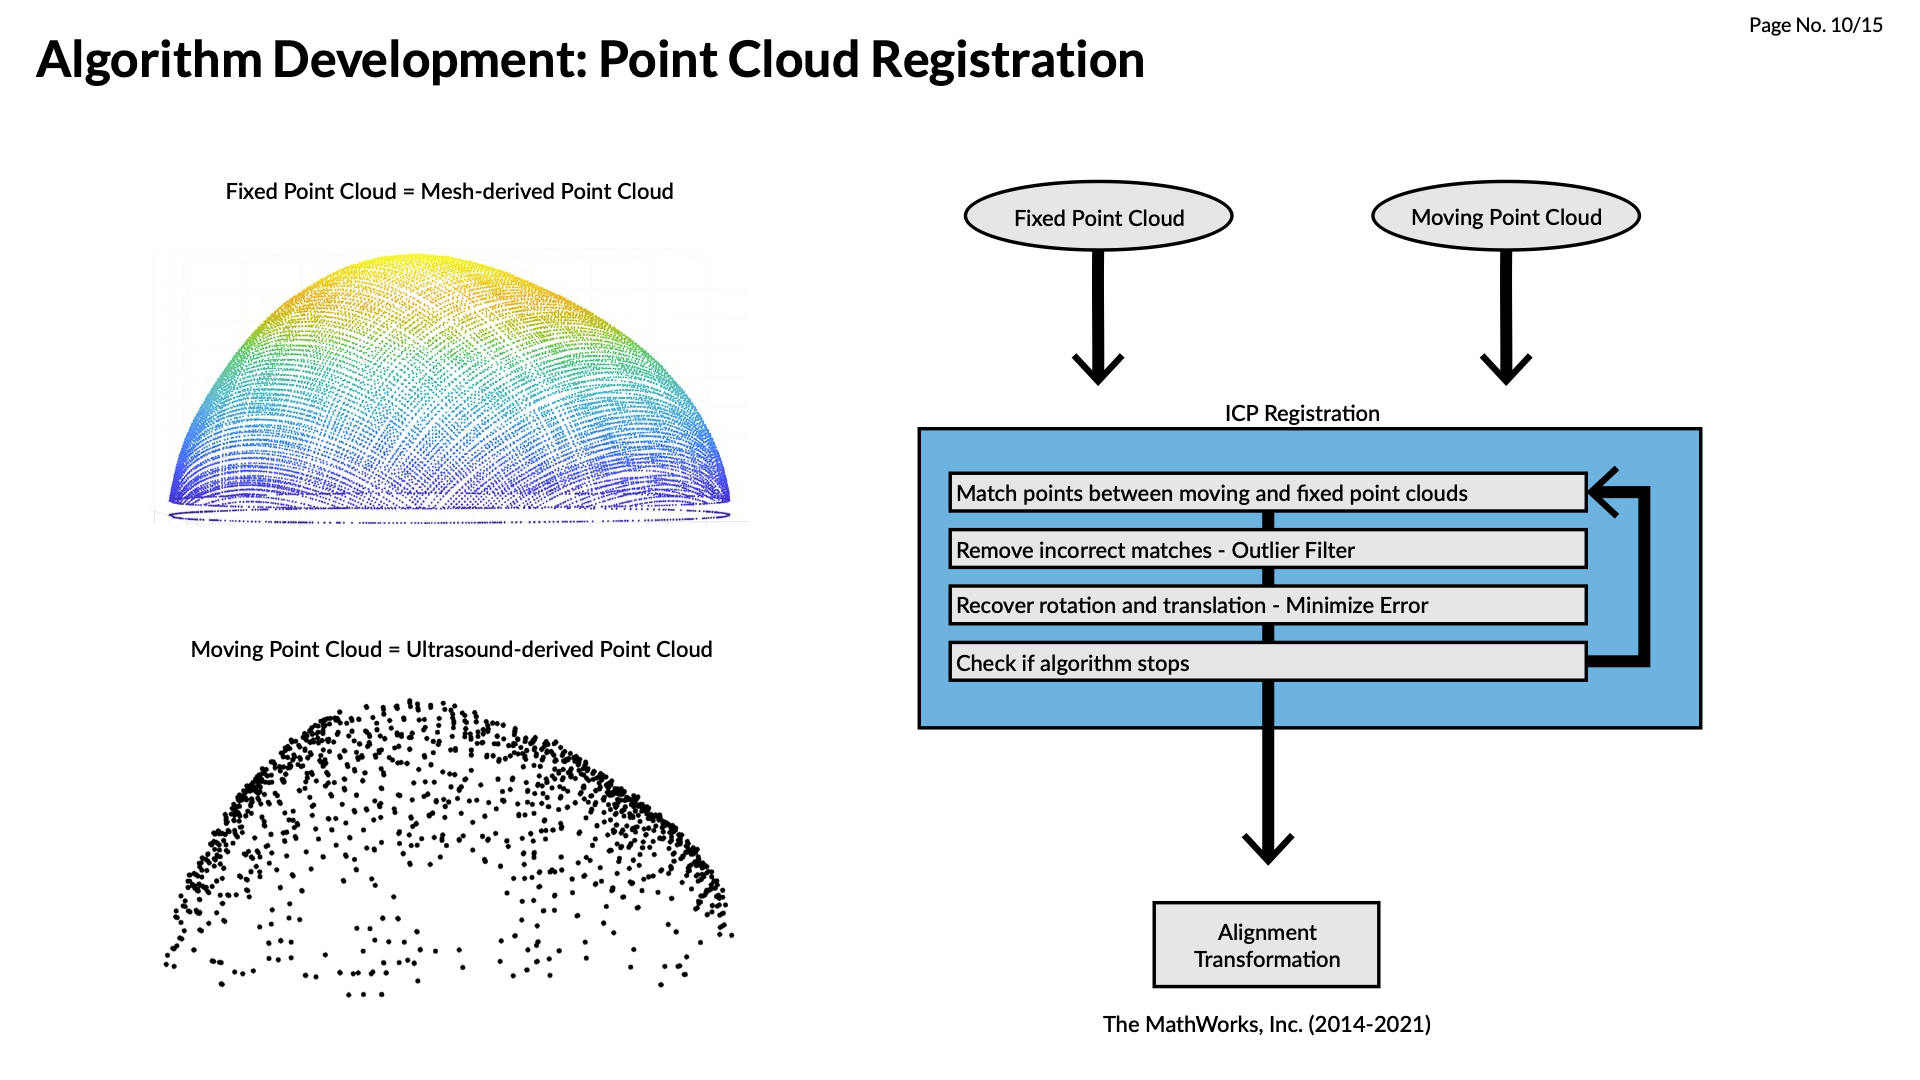 Page No. 10/15
Algorithm Development: Point Cloud Registration
Fixed Point Cloud = Mesh-derived Point Cloud
Moving Point Cloud = Ultrasound-derived Point Cloud
Fixed Point Cloud
Moving Point Cloud
ICP Registration
Match points between moving and fixed point clouds
Remove incorrect matches - Outlier Filter
Recover rotation and translation - Minimize Error
Check if algorithm stops
Alignment
Transformation
The MathWorks, Inc. (2014-2021)